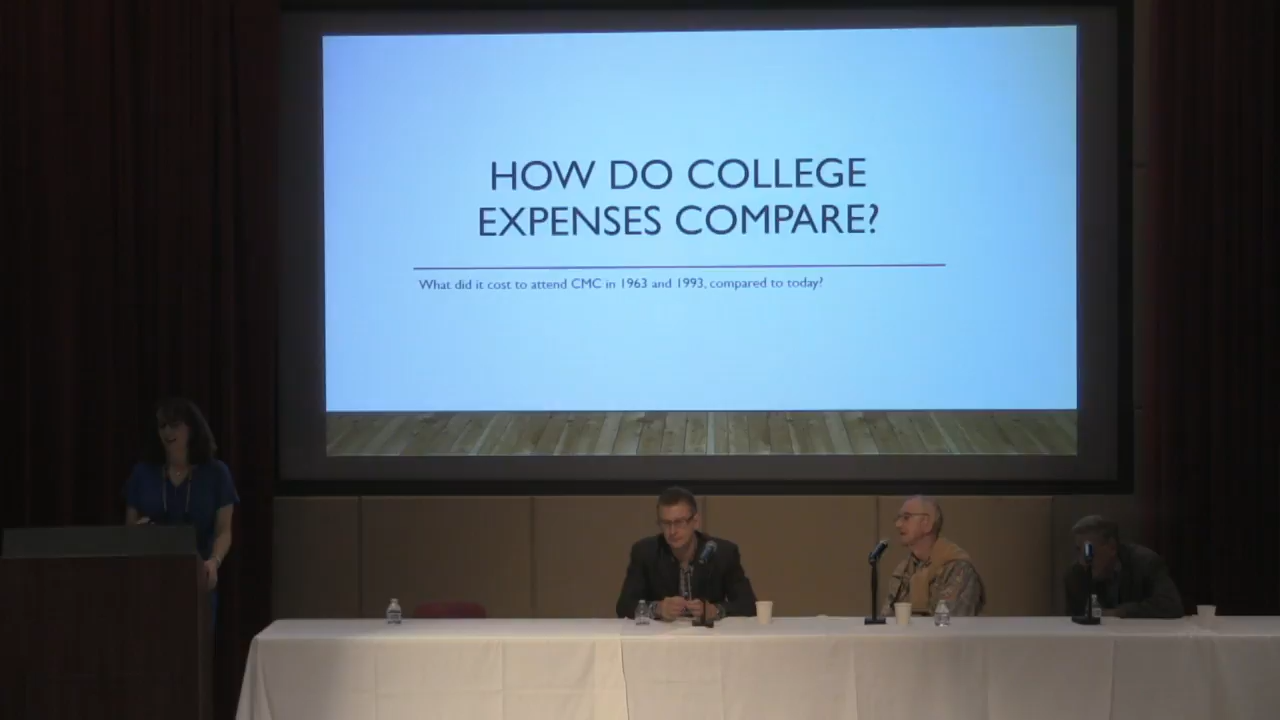 HOW DO COLLEGE
EXPENSES COMPARE?
What did it cost to attend CMC in 1963 and 1993, compared to today?